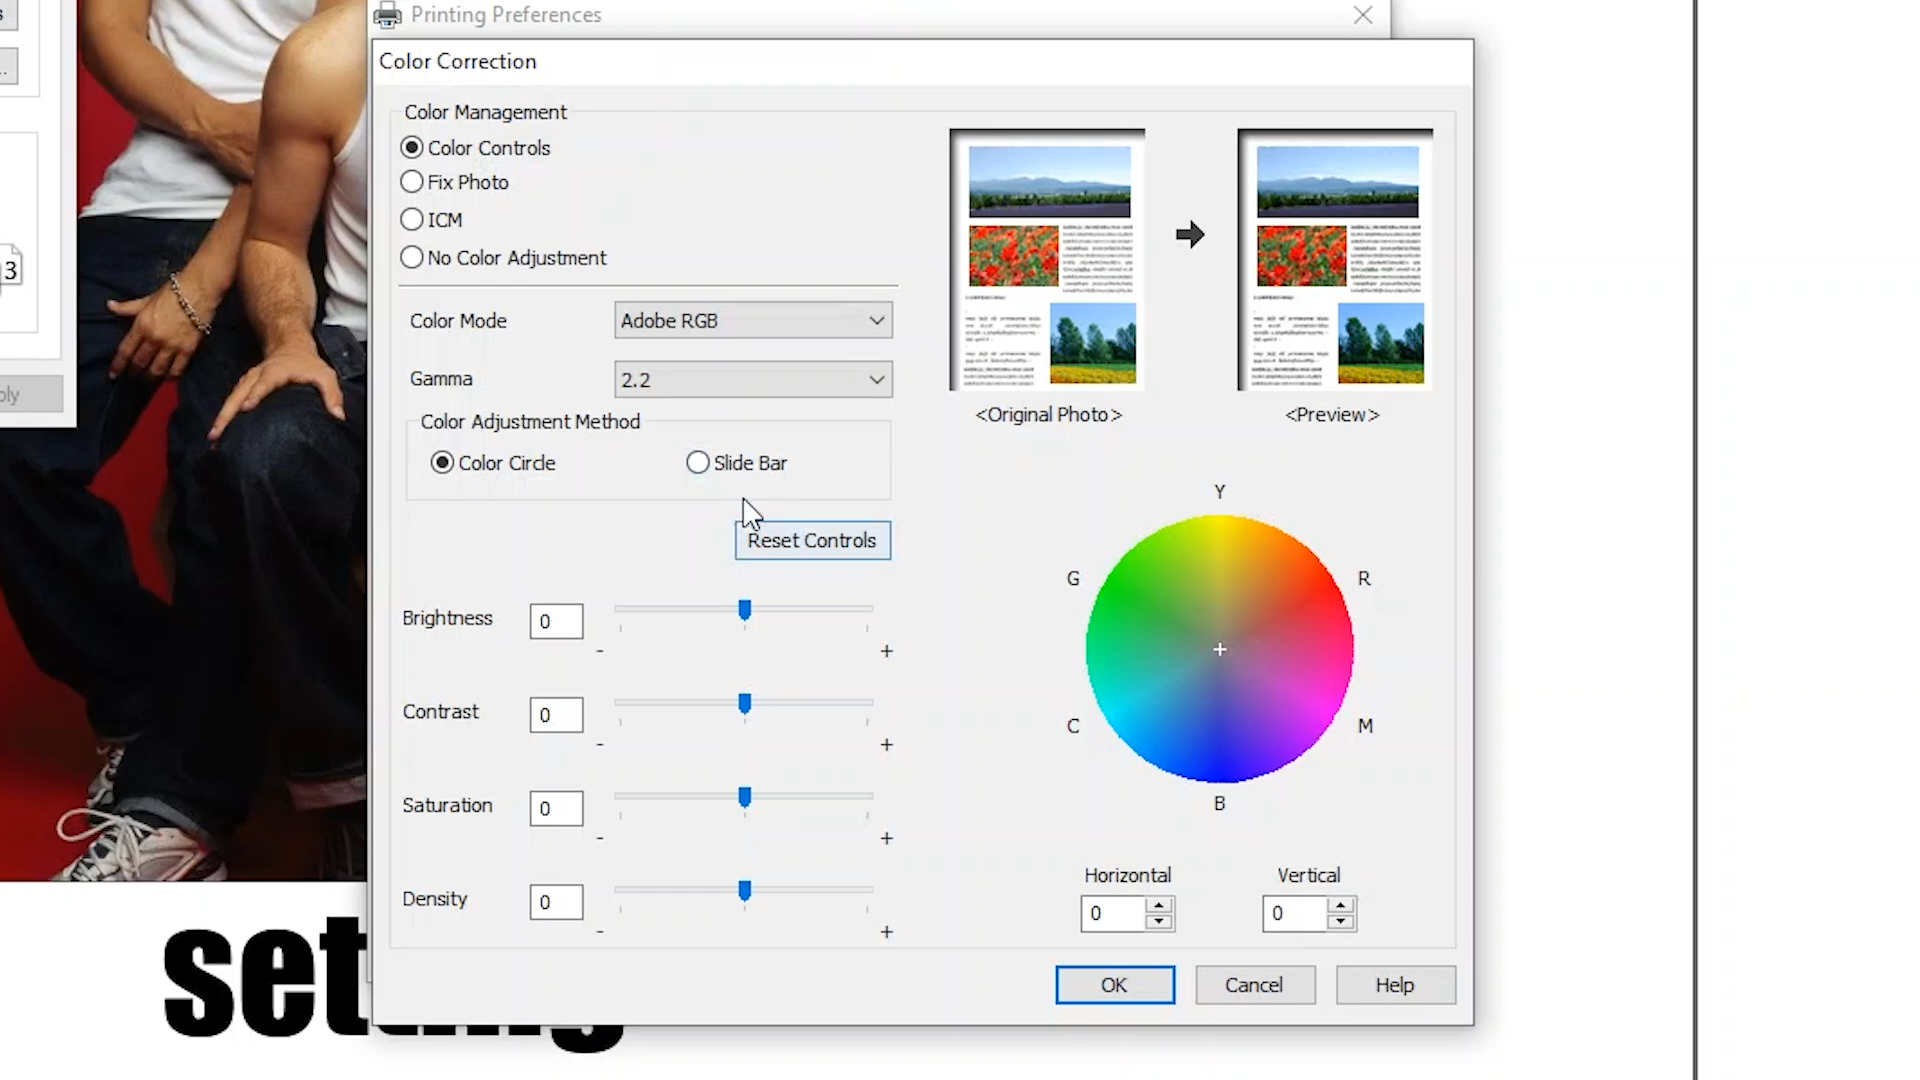 Printing Preferences
Color Correction
Color Management
Color Controls
Fix Photo
ICM
No Color Adjustment
Color Mode
Adobe RGB
Gamma
2.2
Color Adjustment Method
Color Circle
Slide Bar
Reset Controls
Brightness
0
-
+
Contrast
0
-
+
Saturation
0
-
+
Density
0
-
+
<Original Photo>
<Preview>
Y
G
R
C
M
B
Horizontal
Vertical
0
0
OK
Cancel
Help
3